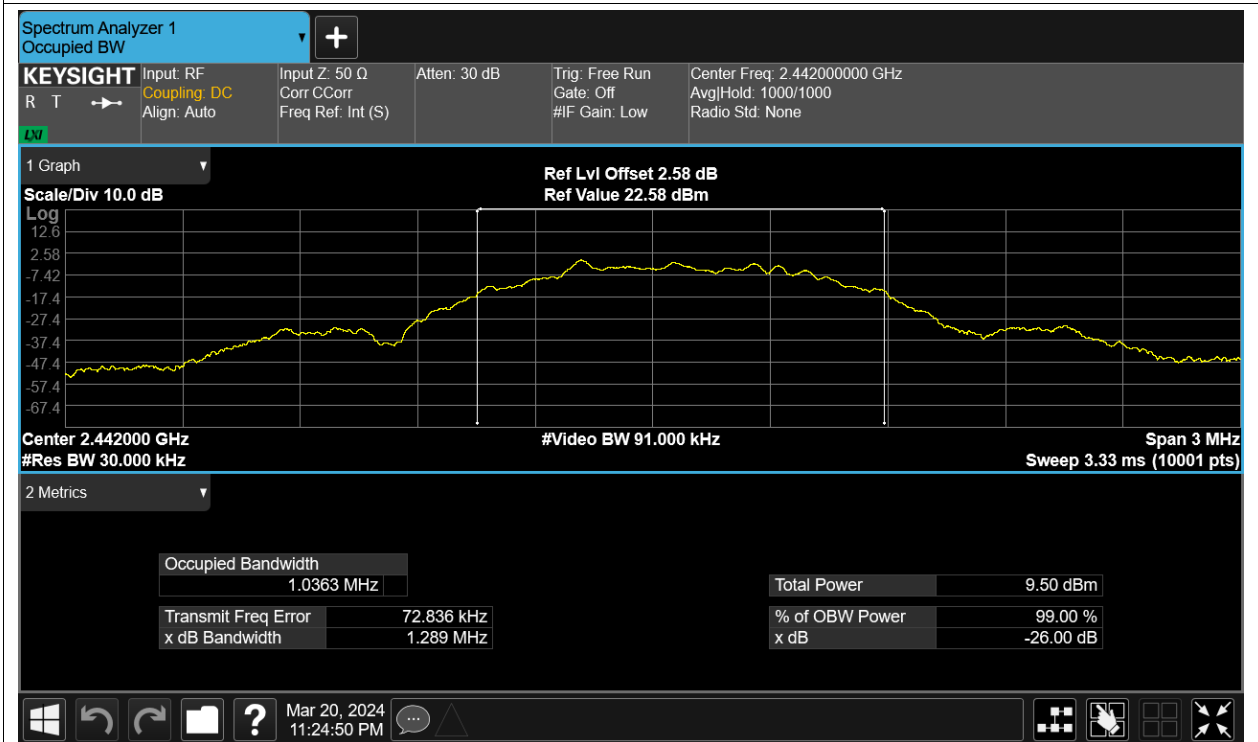 Spectrum Analyzer 1
Occupied BW
▼
+
KEYSIGHT
R T
LXI
Input: RF
Coupling: DC
Align: Auto
Input Z: 50 Ω
Corr CCorr
Freq Ref: Int (S)
Atten: 30 dB
Trig: Free Run
Gate: Off
#IF Gain: Low
Center Freq: 2.442000000 GHz
Avg|Hold: 1000/1000
Radio Std: None
1 Graph ▼
Ref Lvl Offset 2.58 dB
Scale/Div 10.0 dB Ref Value 22.58 dBm
Log
12.6
2.58
-7.42
-17.4
-27.4
-37.4
-47.4
-57.4
-67.4
Center 2.442000 GHz #Video BW 91.000 kHz Span 3 MHz
#Res BW 30.000 kHz Sweep 3.33 ms (10001 pts)
2 Metrics ▼
Occupied Bandwidth
1.0363 MHz
Transmit Freq Error 72.836 kHz
x dB Bandwidth 1.289 MHz
Total Power 9.50 dBm
% of OBW Power 99.00 %
x dB -26.00 dB
?
Mar 20, 2024
11:24:50 PM